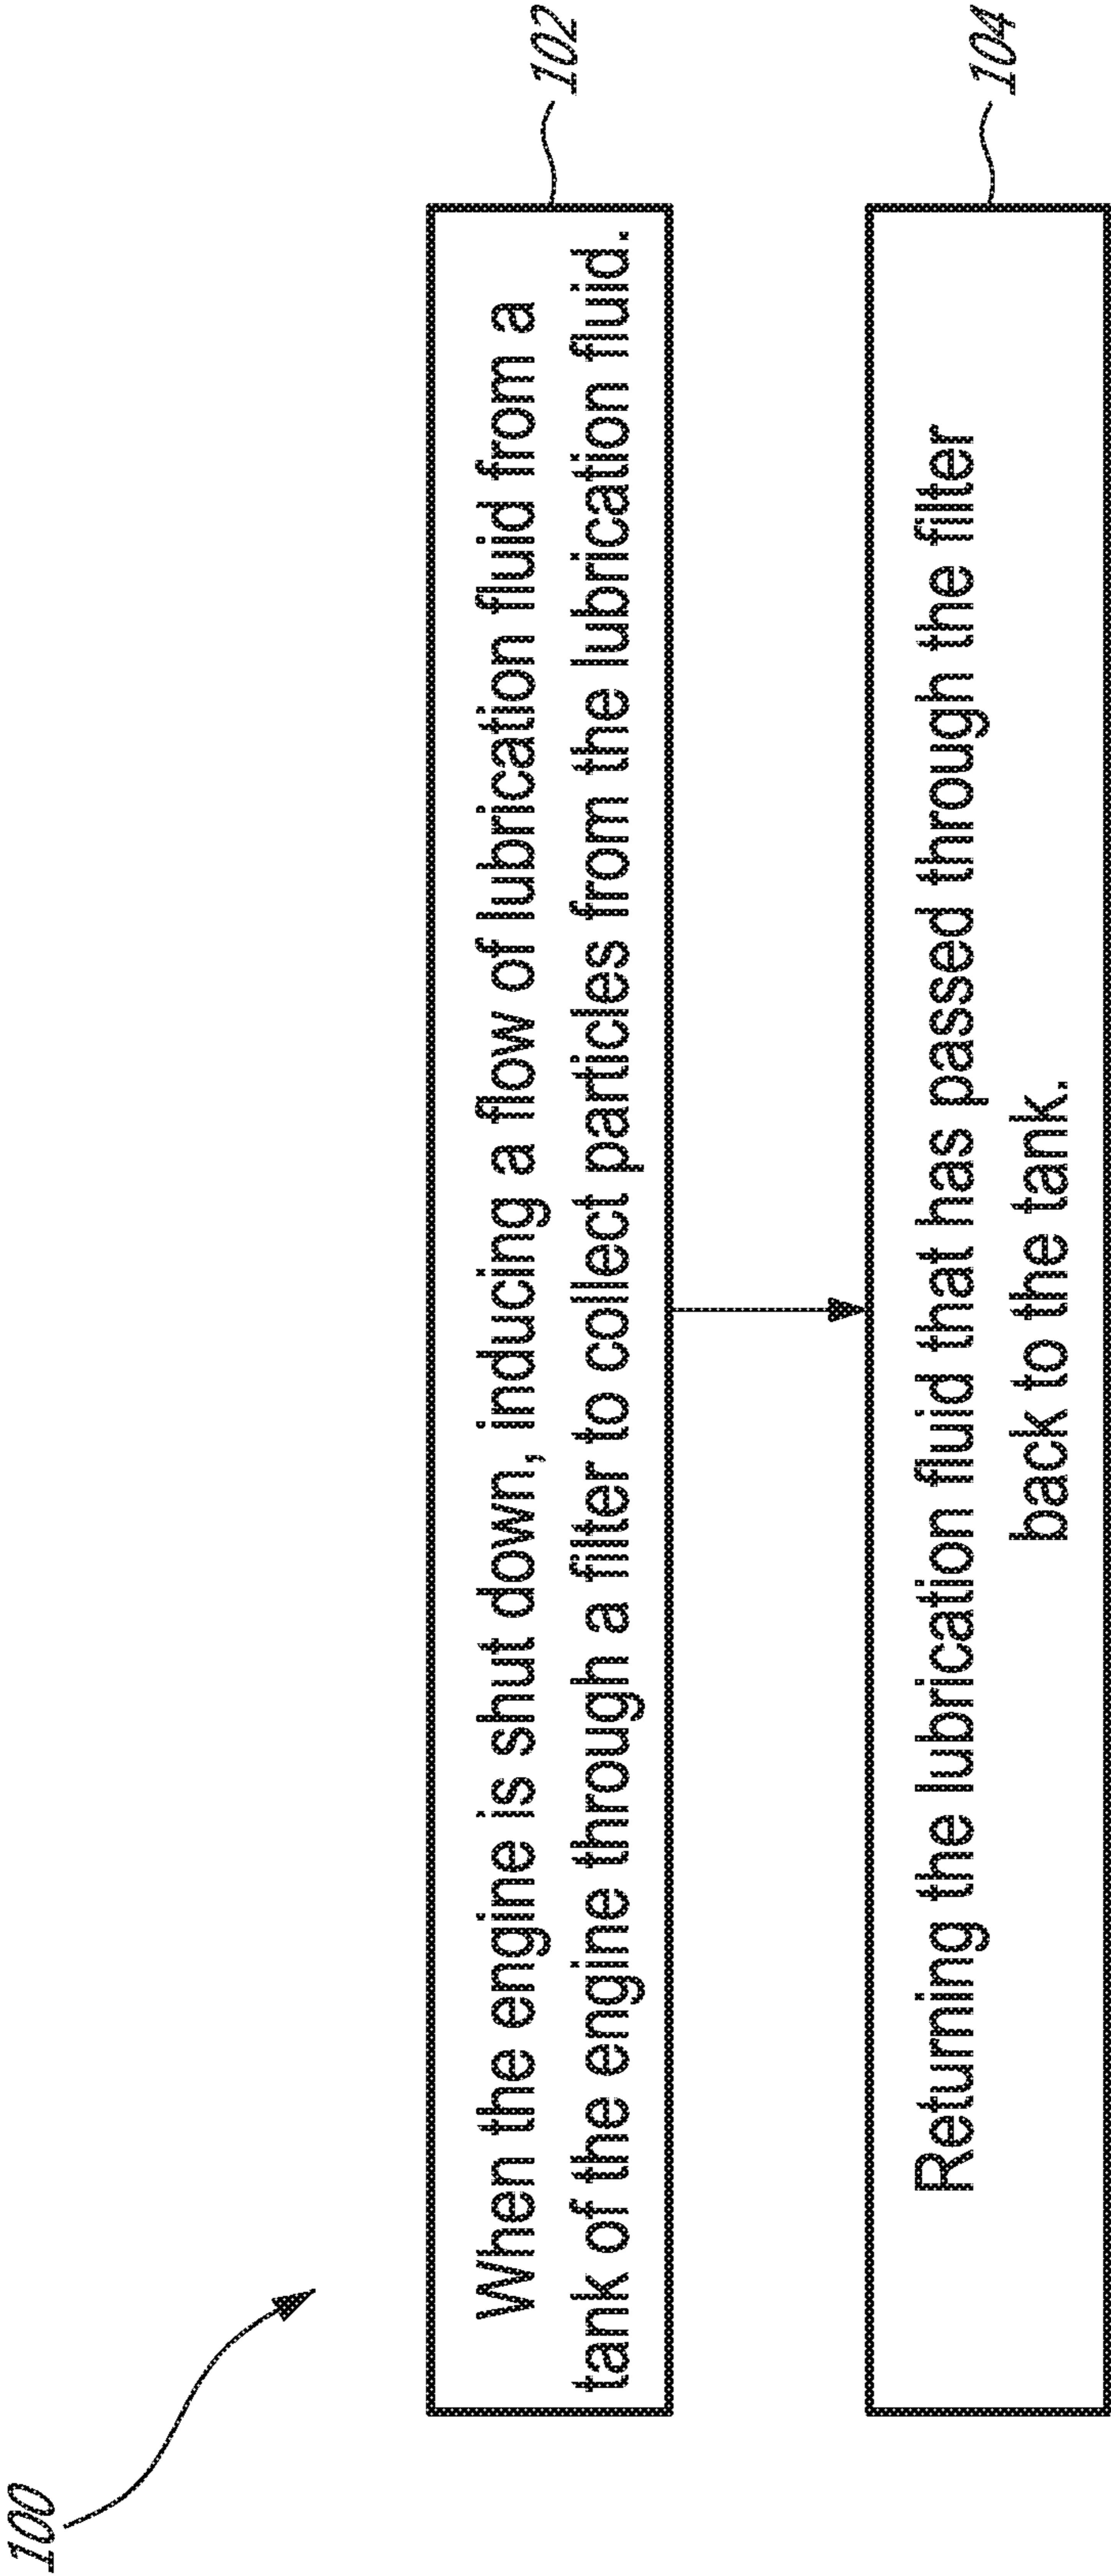 100
When the engine is shut down, inducing a flow of lubrication fluid from a
tank of the engine through a filter to collect particles from the lubrication fluid.
102
Returning the lubrication fluid that has passed through the filter
back to the tank.
104